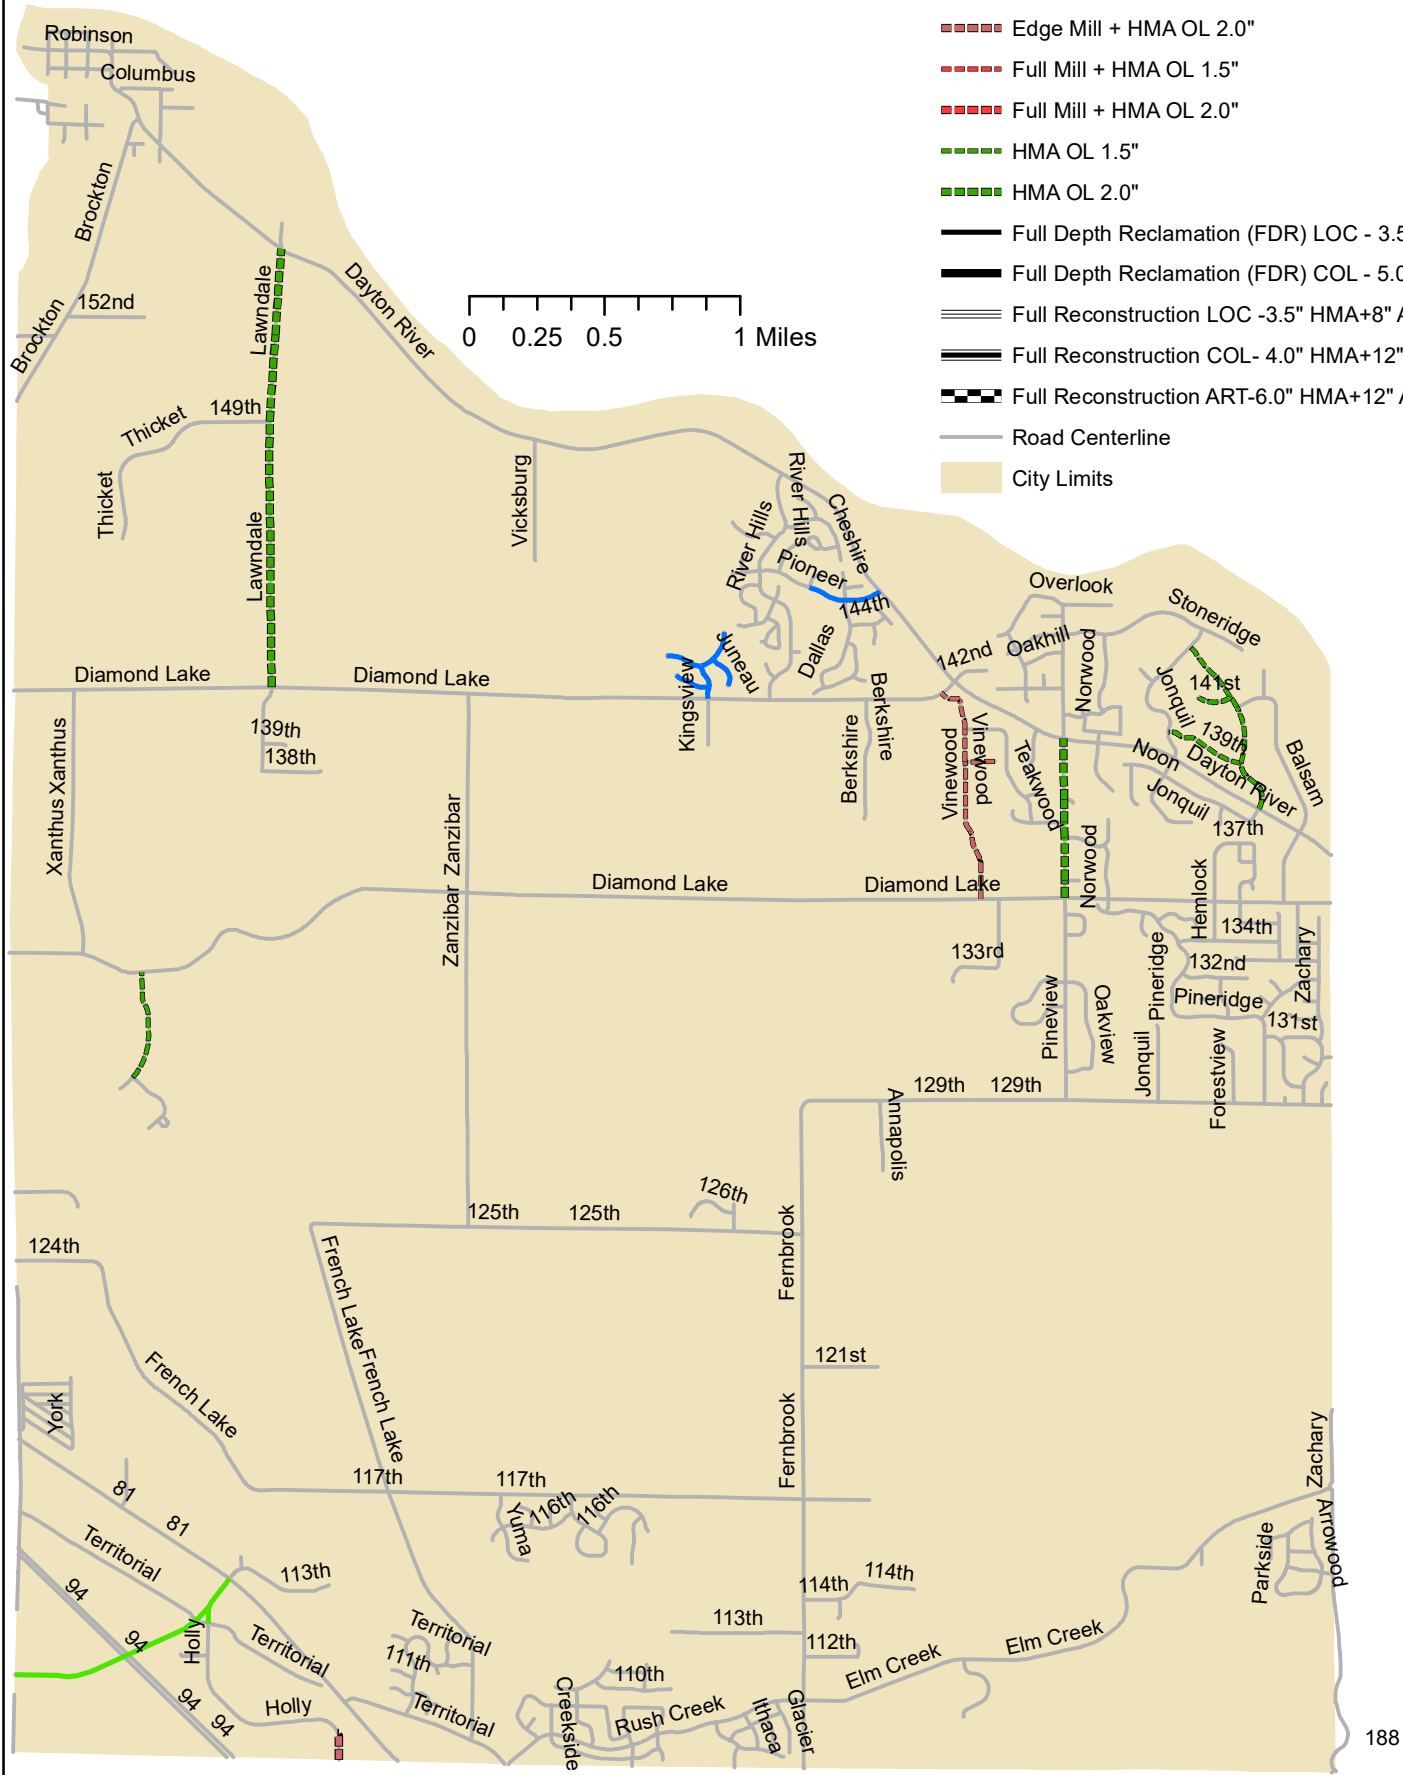 Edge Mill + HMA OL 2.0"
Full Mill + HMA OL 1.5"
Full Mill + HMA OL 2.0"
HMA OL 1.5"
HMA OL 2.0"
Full Depth Reclamation (FDR) LOC - 3.5
Full Depth Reclamation (FDR) COL - 5.0
Full Reconstruction LOC -3.5" HMA+8" A
Full Reconstruction COL- 4.0" HMA+12"
Full Reconstruction ART-6.0" HMA+12" A
Road Centerline
City Limits
0 0.25 0.5 1 Miles
Robinson
Columbus
Brockton
Brockton
152nd
Lawndale
Dayton River
149th
Thicket
Thicket
Lawndale
Vicksburg
River Hills
River Hills
Cheshire
Pioneer
144th
Dallas
Juneau
Kingsview
Overlook
Stoneridge
Oakhill
142nd
Norwood
Jonquil
141st
139th
Diamond Lake
Diamond Lake
139th
138th
Xanthus
Xanthus
Berkshire
Berkshire
Vinewood
Vinewood
Teakwood
Noon
Dayton River
Jonquil
Balsam
137th
Zanzibar
Zanzibar
Norwood
Diamond Lake
Diamond Lake
Hemlock
134th
133rd
132nd
Zachary
Pineridge
Pineridge
131st
Pineview
Oakview
Jonquil
Forestview
129th
129th
Annapolis
126th
125th
125th
Fernbrook
124th
French Lake
French Lake
French Lake
121st
York
Fernbrook
Zachary
117th
117th
116th
116th
Yuma
81
81
Territorial
94
94
94
94
113th
Holly
Territorial
Holly
Territorial
111th
Territorial
113th
114th
114th
112th
110th
Creekside
Rush Creek
Ithaca
Glacier
Elm Creek
Elm Creek
Parkside
Arrowood
188